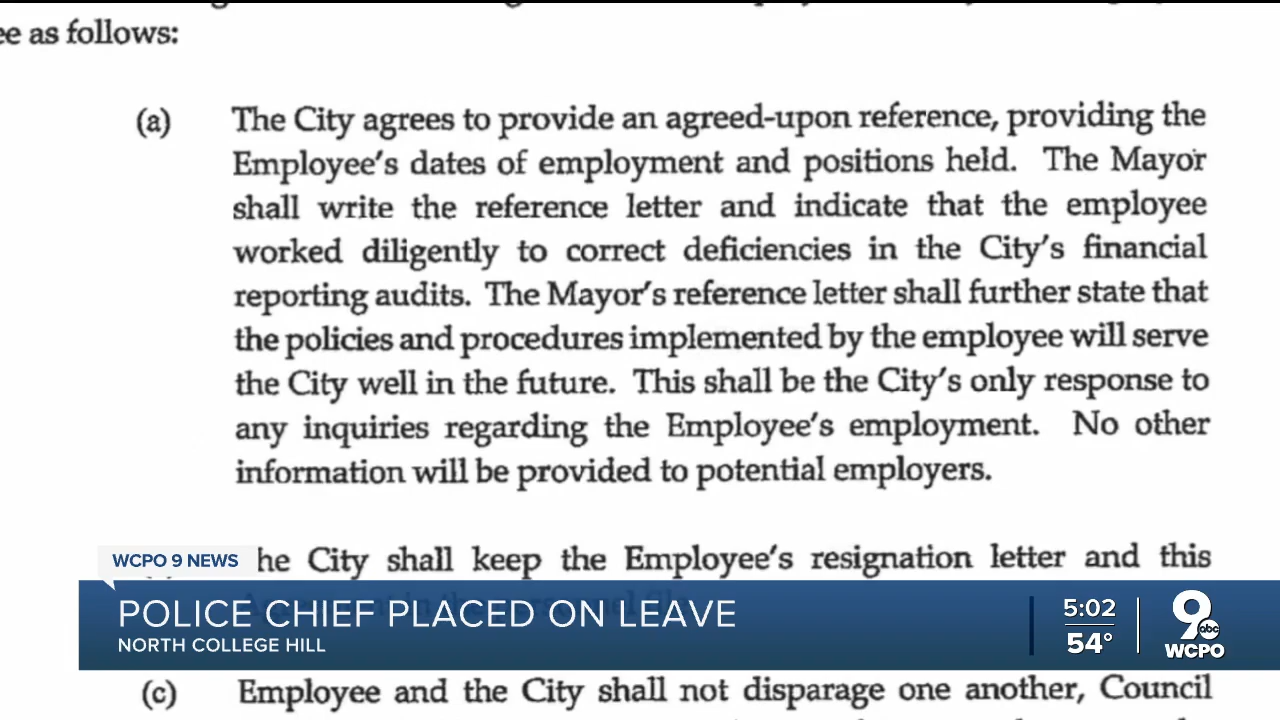 ee as follows:
(a) The City agrees to provide an agreed-upon reference, providing the
Employee's dates of employment and positions held. The Mayor
shall write the reference letter and indicate that the employee
worked diligently to correct deficiencies in the City's financial
reporting audits. The Mayor's reference letter shall further state that
the policies and procedures implemented by the employee will serve
the City well in the future. This shall be the City's only response to
any inquiries regarding the Employee's employment. No other
information will be provided to potential employers.
he City shall keep the Employee's resignation letter and this
WCPO 9 NEWS
POLICE CHIEF PLACED ON LEAVE
NORTH COLLEGE HILL
5:02
54°
9 abc
WCPO
(c) Employee and the City shall not disparage one another, Council